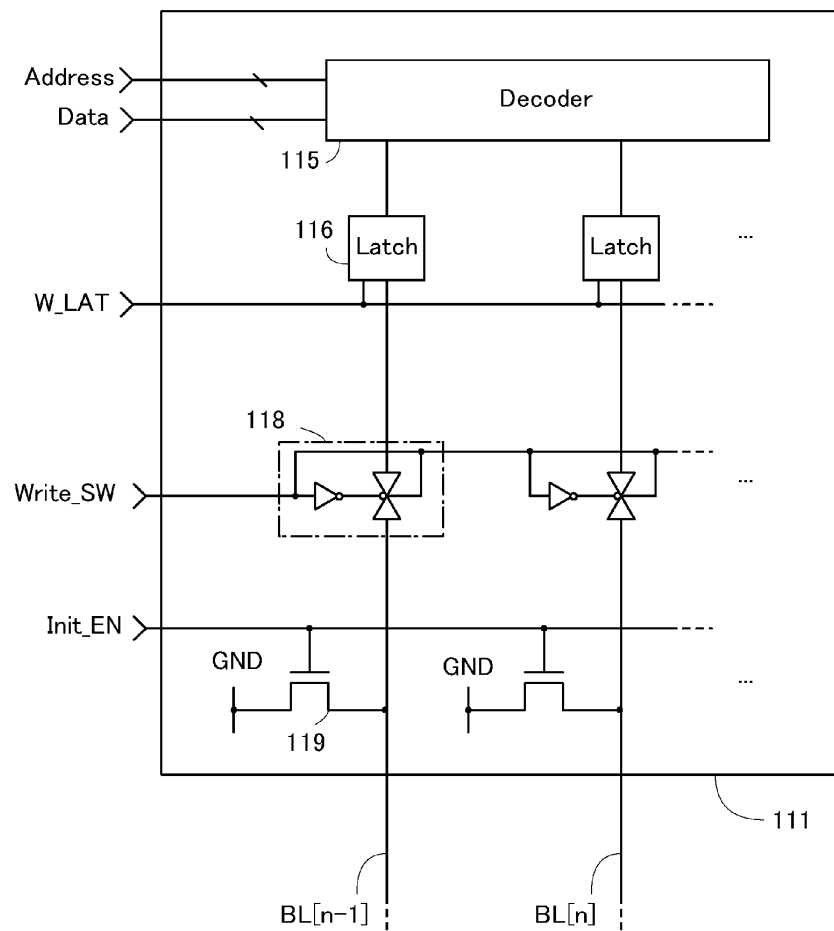 Address
Data
Decoder
115
116
Latch
Latch
...
W_LAT
118
Write_SW
...
Init_EN
GND
GND
...
119
111
BL[n-1]
BL[n]